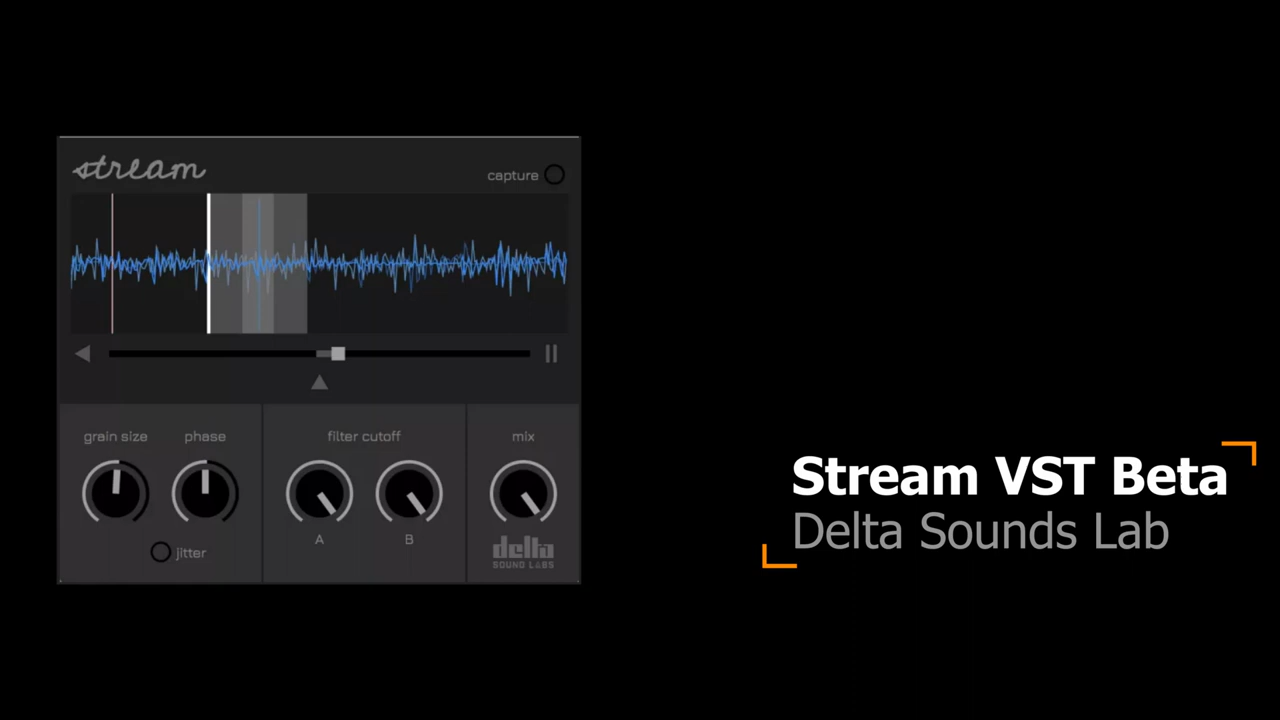 stream
capture
grain size
phase
filter cutoff
mix
A
B
jitter
delta
SOUND LABS
Stream VST Beta
Delta Sounds Lab